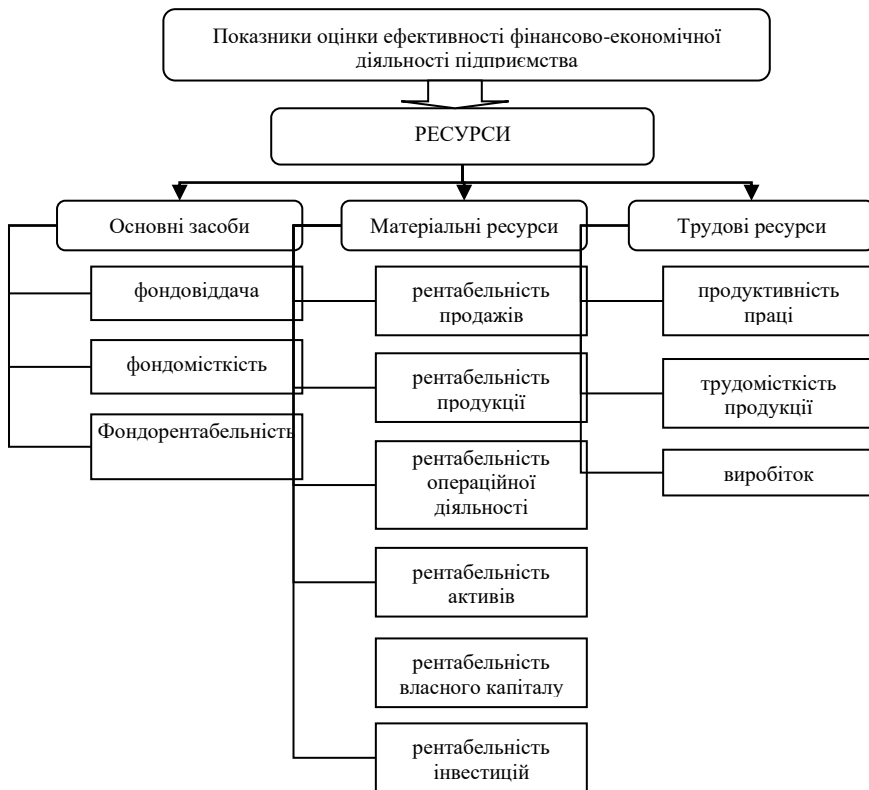 Показники оцінки ефективності фінансово-економічної
діяльності підприємства
РЕСУРСИ
Основні засоби
фондовіддача
фондомісткість
Фондорентабельність
Матеріальні ресурси
рентабельність
продажів
рентабельність
продукції
рентабельність
операційної
діяльності
рентабельність
активів
рентабельність
власного капіталу
рентабельність
інвестицій
Трудові ресурси
продуктивність
праці
трудомісткість
продукції
виробіток